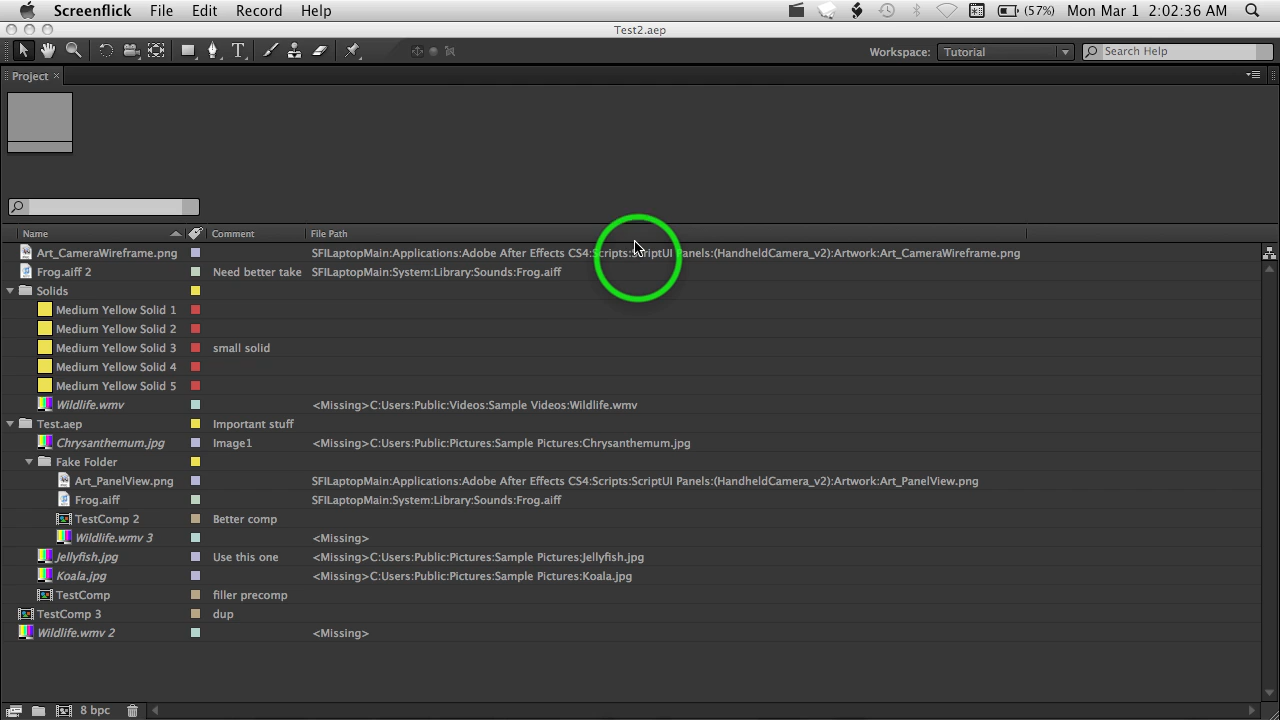 Screenflick File Edit Record Help (57%) Mon Mar 1 2:02:36 AM
Test2.aep
T Workspace: Tutorial Search Help
Project ×
Name Comment File Path
Art_CameraWireframe.png SFILaptopMain:Applications:Adobe After Effects CS4:Scripts:ScriptUI Panels:(HandheldCamera_v2):Artwork:Art_CameraWireframe.png
Frog.aiff 2 Need better take SFILaptopMain:System:Library:Sounds:Frog.aiff
Solids
Medium Yellow Solid 1
Medium Yellow Solid 2
Medium Yellow Solid 3 small solid
Medium Yellow Solid 4
Medium Yellow Solid 5
Wildlife.wmv <Missing>C:Users:Public:Videos:Sample Videos:Wildlife.wmv
Test.aep Important stuff
Chrysanthemum.jpg Image1 <Missing>C:Users:Public:Pictures:Sample Pictures:Chrysanthemum.jpg
Fake Folder
Art_PanelView.png SFILaptopMain:Applications:Adobe After Effects CS4:Scripts:ScriptUI Panels:(HandheldCamera_v2):Artwork:Art_PanelView.png
Frog.aiff SFILaptopMain:System:Library:Sounds:Frog.aiff
TestComp 2 Better comp
Wildlife.wmv 3 <Missing>
Jellyfish.jpg Use this one <Missing>C:Users:Public:Pictures:Sample Pictures:Jellyfish.jpg
Koala.jpg <Missing>C:Users:Public:Pictures:Sample Pictures:Koala.jpg
TestComp filler precomp
TestComp 3 dup
Wildlife.wmv 2 <Missing>
8 bpc